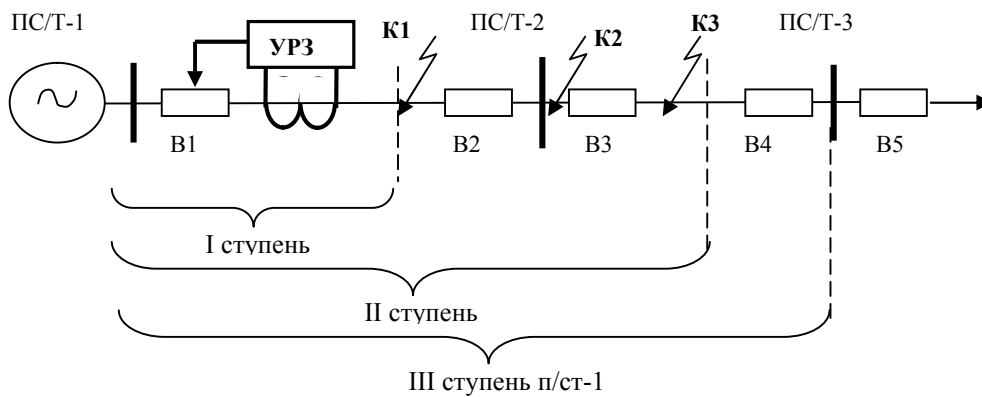 ПС/Т-1
УРЗ
К1
ПС/Т-2
К2
К3
ПС/Т-3
В1
В2
В3
В4
В5
I ступень
II ступень
III ступень п/ст-1